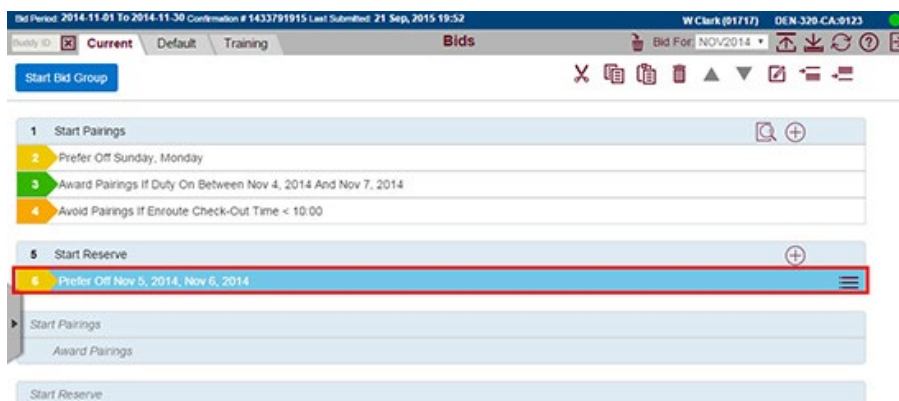 Bid Period: 2014-11-01 To 2014-11-30 Confirmation # 1433791915 Last Submitted: 21 Sep, 2015 19:52 W Clark (01717) DEN-320-CA:0123
Buddy ID Current Default Training Bids Bid For: NOV2014
Start Bid Group
1 Start Pairings
2 Prefer Off Sunday, Monday
3 Award Pairings If Duty On Between Nov 4, 2014 And Nov 7, 2014
4 Avoid Pairings If Enroute Check-Out Time < 10:00
5 Start Reserve
6 Prefer Off Nov 5, 2014, Nov 6, 2014
Start Pairings
Award Pairings
Start Reserve